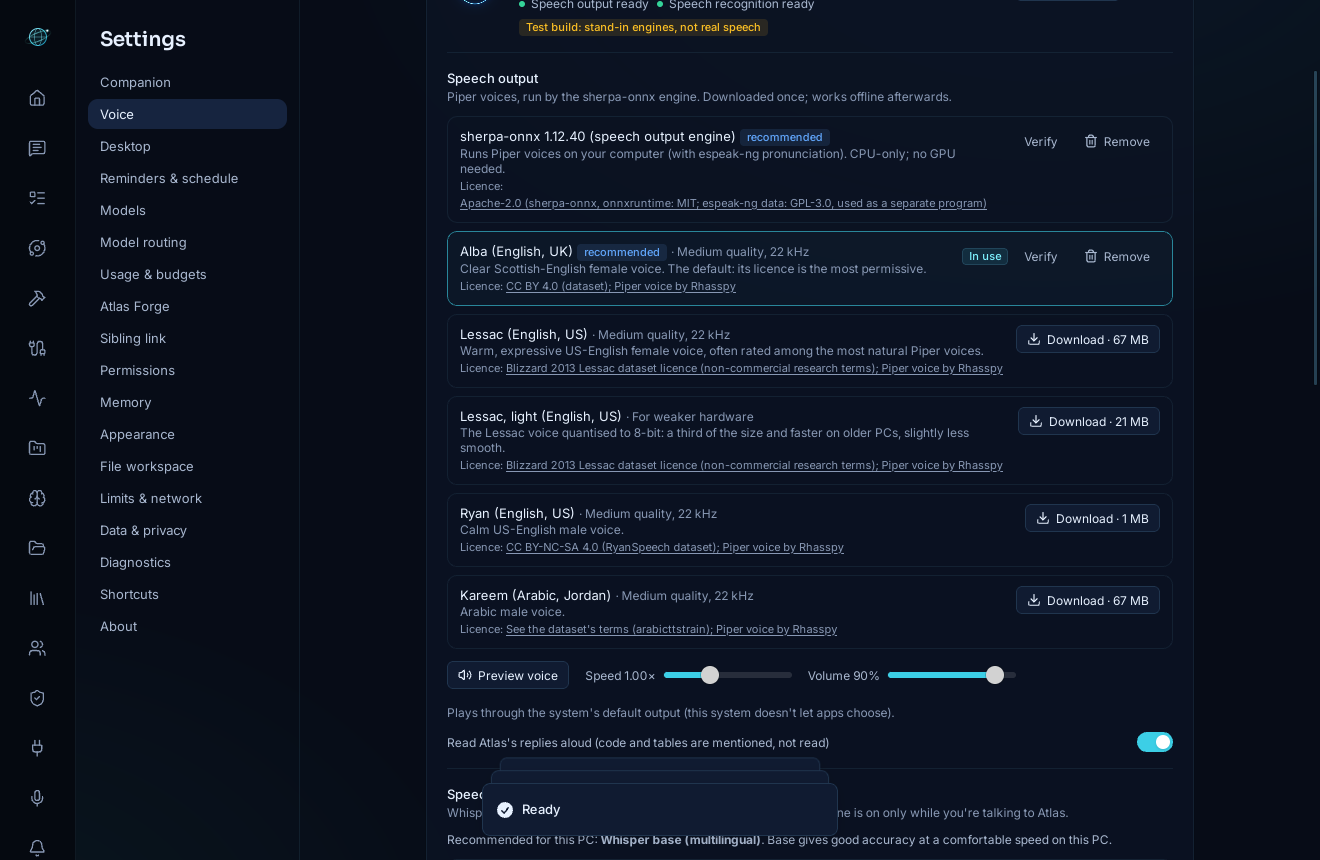 Settings
Companion
Voice
Desktop
Reminders & schedule
Models
Model routing
Usage & budgets
Atlas Forge
Sibling link
Permissions
Memory
Appearance
File workspace
Limits & network
Data & privacy
Diagnostics
Shortcuts
About
Speech output ready Speech recognition ready
Test build: stand-in engines, not real speech
Speech output
Piper voices, run by the sherpa-onnx engine. Downloaded once; works offline afterwards.
sherpa-onnx 1.12.40 (speech output engine) recommended Verify Remove
Runs Piper voices on your computer (with espeak-ng pronunciation). CPU-only; no GPU
needed.
Licence:
Apache-2.0 (sherpa-onnx, onnxruntime: MIT; espeak-ng data: GPL-3.0, used as a separate program)
Alba (English, UK) recommended · Medium quality, 22 kHz In use Verify Remove
Clear Scottish-English female voice. The default: its licence is the most permissive.
Licence: CC BY 4.0 (dataset); Piper voice by Rhasspy
Lessac (English, US) · Medium quality, 22 kHz Download · 67 MB
Warm, expressive US-English female voice, often rated among the most natural Piper voices.
Licence: Blizzard 2013 Lessac dataset licence (non-commercial research terms); Piper voice by Rhasspy
Lessac, light (English, US) · For weaker hardware Download · 21 MB
The Lessac voice quantised to 8-bit: a third of the size and faster on older PCs, slightly less
smooth.
Licence: Blizzard 2013 Lessac dataset licence (non-commercial research terms); Piper voice by Rhasspy
Ryan (English, US) · Medium quality, 22 kHz Download · 1 MB
Calm US-English male voice.
Licence: CC BY-NC-SA 4.0 (RyanSpeech dataset); Piper voice by Rhasspy
Kareem (Arabic, Jordan) · Medium quality, 22 kHz Download · 67 MB
Arabic male voice.
Licence: See the dataset's terms (arabicttstrain); Piper voice by Rhasspy
Preview voice Speed 1.00× Volume 90%
Plays through the system's default output (this system doesn't let apps choose).
Read Atlas's replies aloud (code and tables are mentioned, not read)
Ready
is on only while you're talking to Atlas.
Recommended for this PC: Whisper base (multilingual). Base gives good accuracy at a comfortable speed on this PC.